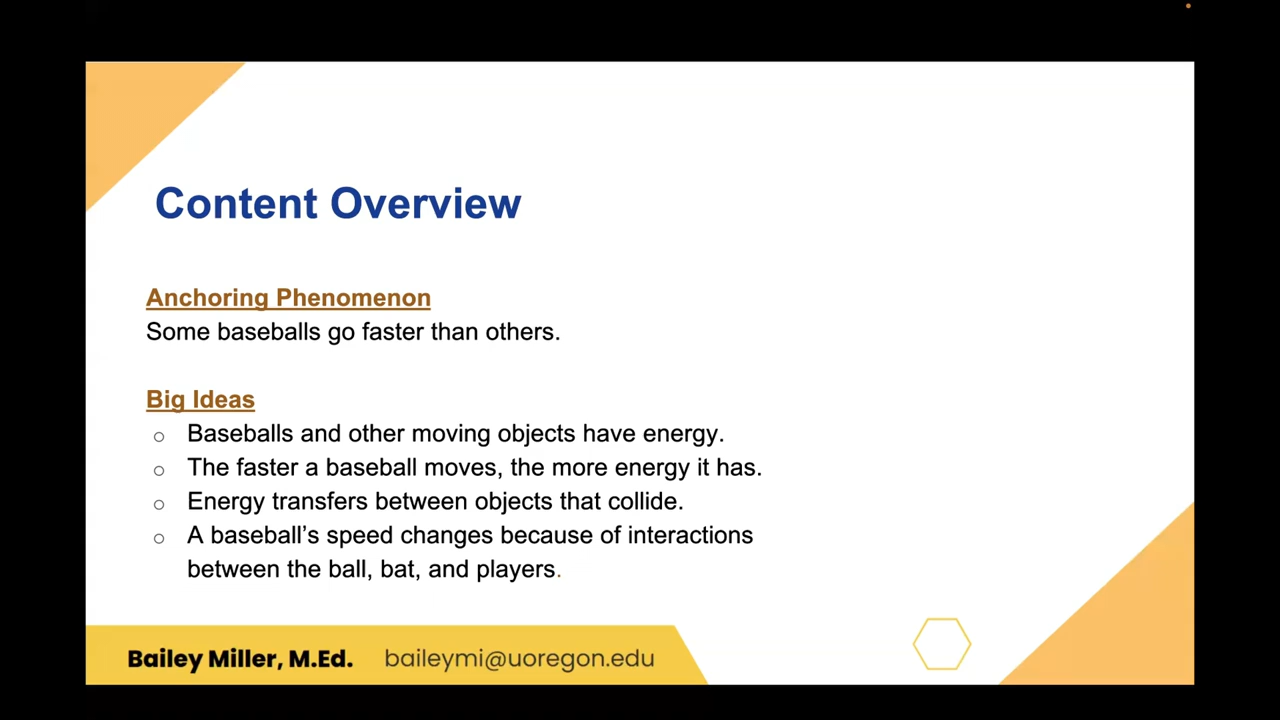 Content Overview
Anchoring Phenomenon
Some baseballs go faster than others.
Big Ideas
○ Baseballs and other moving objects have energy.
○ The faster a baseball moves, the more energy it has.
○ Energy transfers between objects that collide.
○ A baseball’s speed changes because of interactions
between the ball, bat, and players.
Bailey Miller, M.Ed. baileymi@uoregon.edu